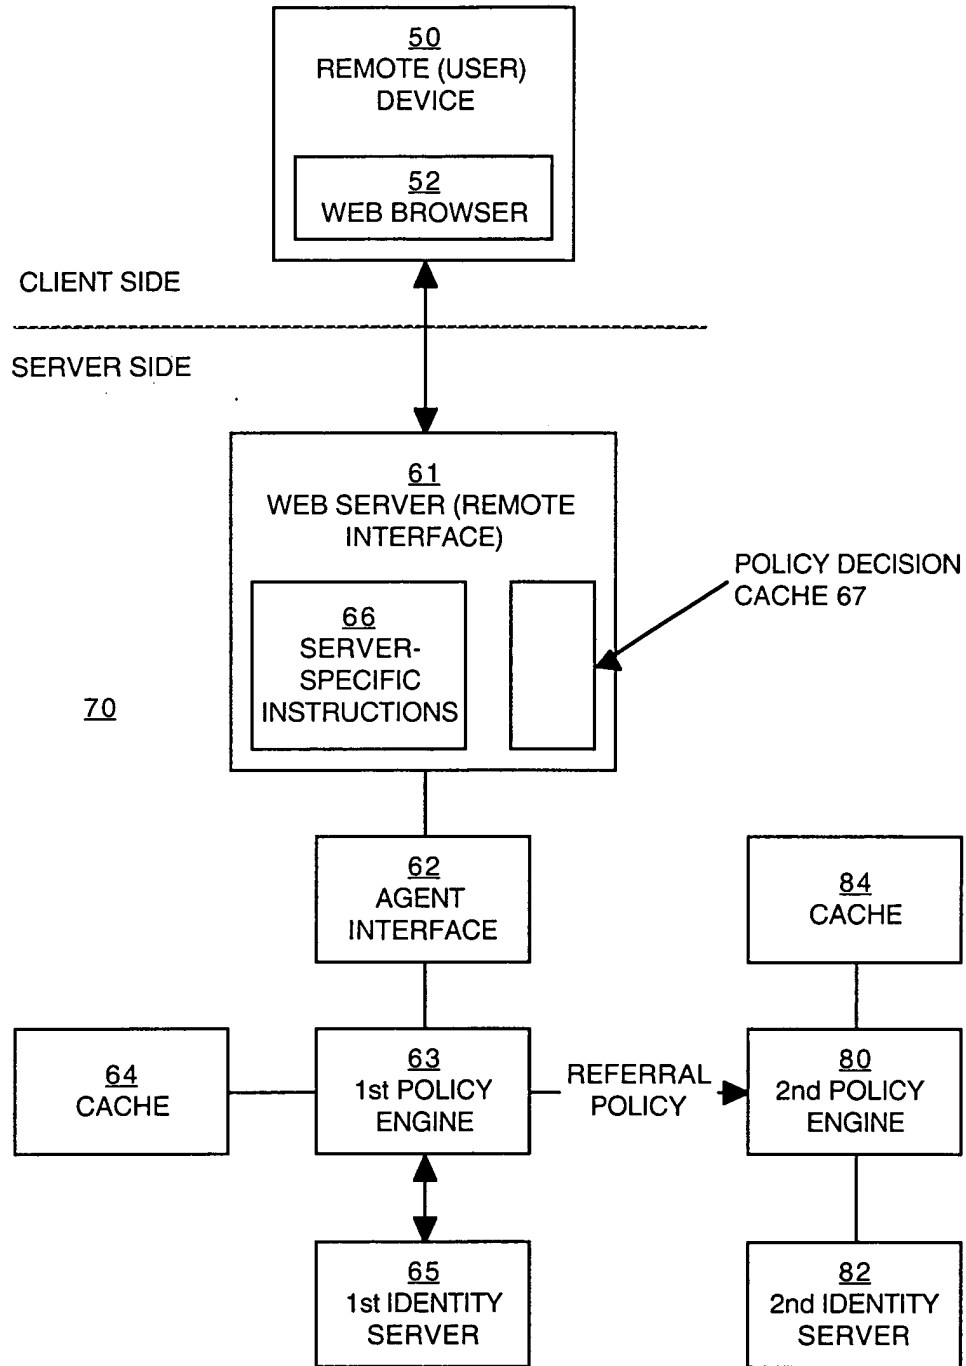 50
REMOTE (USER)
DEVICE
52
WEB BROWSER
CLIENT SIDE
SERVER SIDE
61
WEB SERVER (REMOTE
INTERFACE)
POLICY DECISION
CACHE 67
66
SERVER-
SPECIFIC
INSTRUCTIONS
70
62
AGENT
INTERFACE
84
CACHE
64
CACHE
63
1st POLICY
ENGINE
REFERRAL
POLICY
80
2nd POLICY
ENGINE
65
1st IDENTITY
SERVER
82
2nd IDENTITY
SERVER